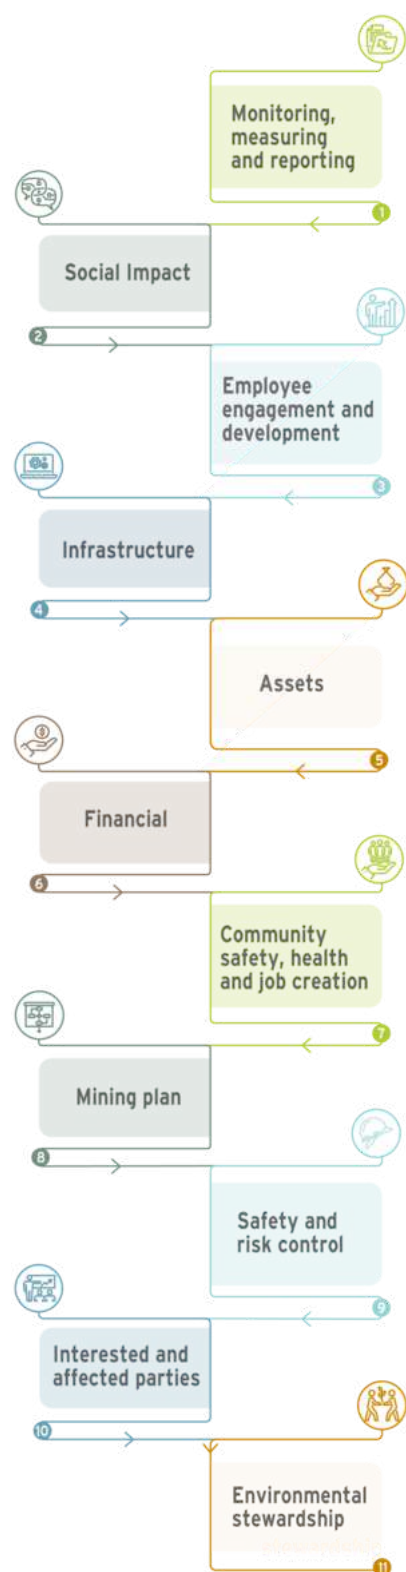 Monitoring,
measuring
and reporting
1
Social Impact
2
Employee
engagement and
development
3
Infrastructure
4
Assets
5
Financial
6
Community
safety, health
and job creation
7
Mining plan
8
Safety and
risk control
9
Interested and
affected parties
10
Environmental
stewardship
11